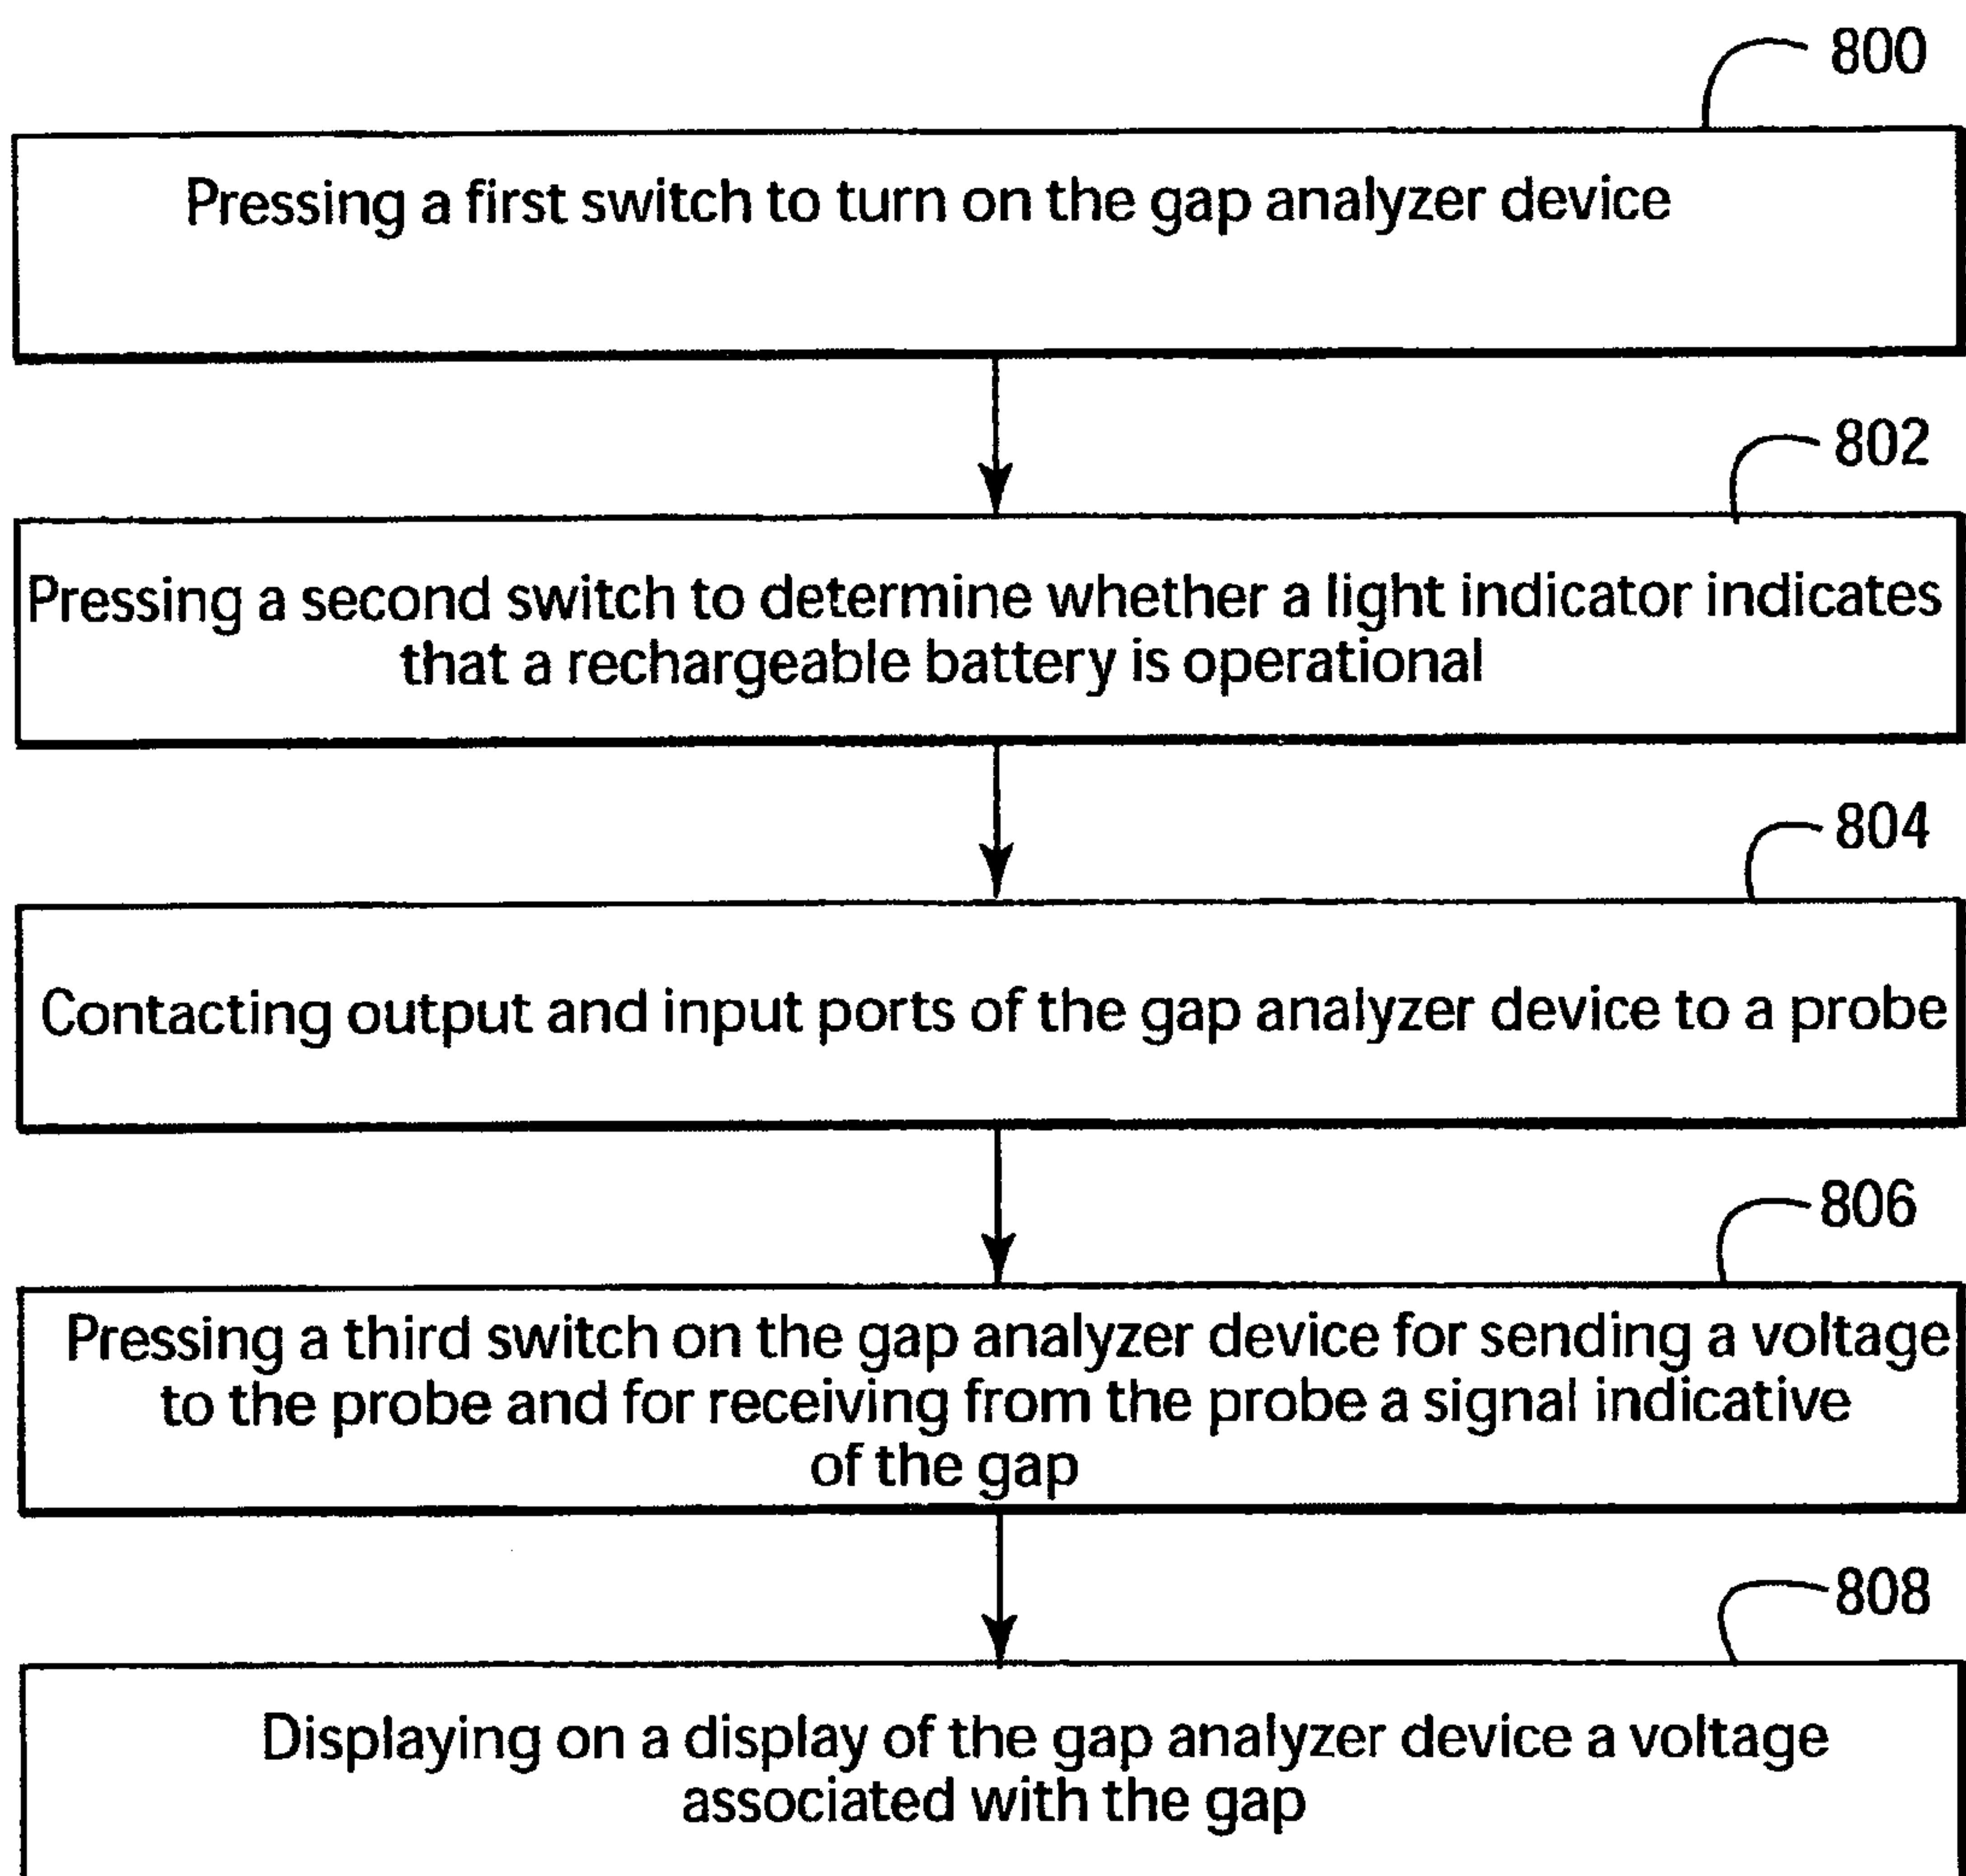 800
Pressing a first switch to turn on the gap analyzer device
802
Pressing a second switch to determine whether a light indicator indicates
that a rechargeable battery is operational
804
Contacting output and input ports of the gap analyzer device to a probe
806
Pressing a third switch on the gap analyzer device for sending a voltage
to the probe and for receiving from the probe a signal indicative
of the gap
808
Displaying on a display of the gap analyzer device a voltage
associated with the gap